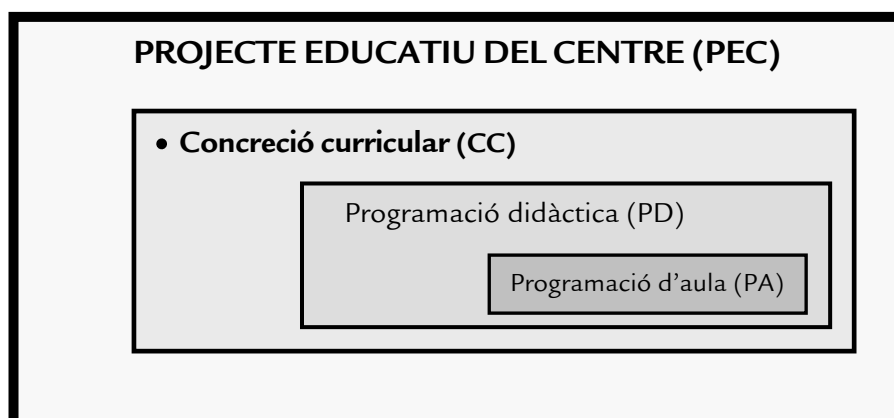 PROJECTE EDUCATIU DEL CENTRE (PEC)
• Concreció curricular (CC)
Programació didàctica (PD)
Programació d’aula (PA)